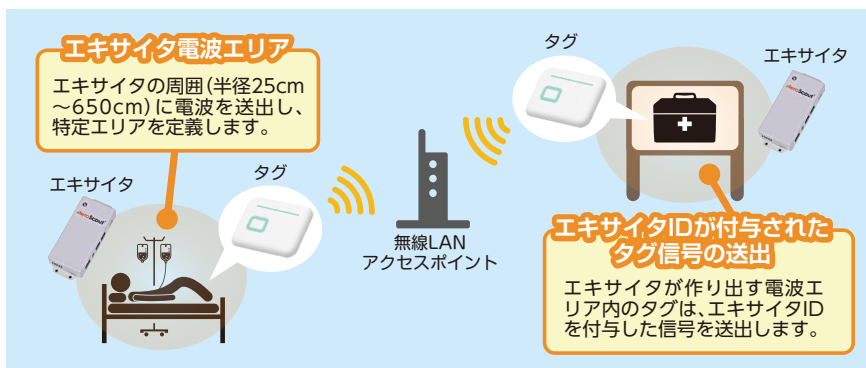 エキサイタ電波エリア
エキサイタの周囲(半径25cm
～650cm)に電波を送出し、
特定エリアを定義します。
エキサイタ
AeroScout
タグ
無線LAN
アクセスポイント
タグ
エキサイタ
AeroScout
エキサイタIDが付与された
タグ信号の送出
エキサイタが作り出す電波エ
リア内のタグは、エキサイタID
を付与した信号を送出します。